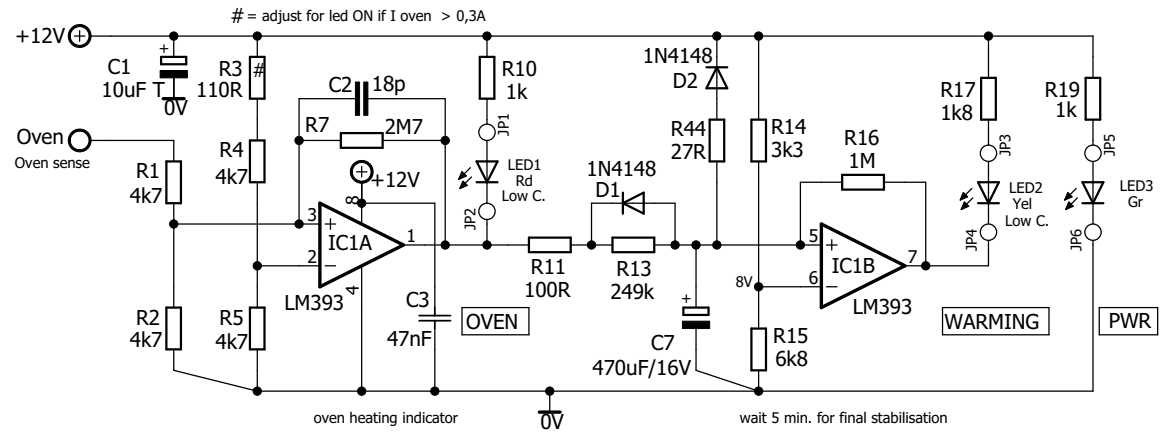 # = adjust for led ON if I oven > 0,3A
+12V
C1
10uF T
+
0V
R3
110R
#
C2
18p
R7
2M7
R10
1k
JP1
1N4148
D2
R44
27R
R14
3k3
R16
1M
R17
1k8
JP3
R19
1k
JP5
Oven
Oven sense
R1
4k7
R4
4k7
+12V
8
LED1
Rd
Low C.
JP2
1N4148
D1
LED2
Yel
Low C.
JP4
LED3
Gr
JP6
3
+
IC1A
1
2
−
LM393
4
R11
100R
R13
249k
5
+
IC1B
7
8V
6
−
LM393
R2
4k7
R5
4k7
C3
47nF
OVEN
+
C7
470uF/16V
R15
6k8
WARMING
PWR
oven heating indicator
0V
wait 5 min. for final stabilisation